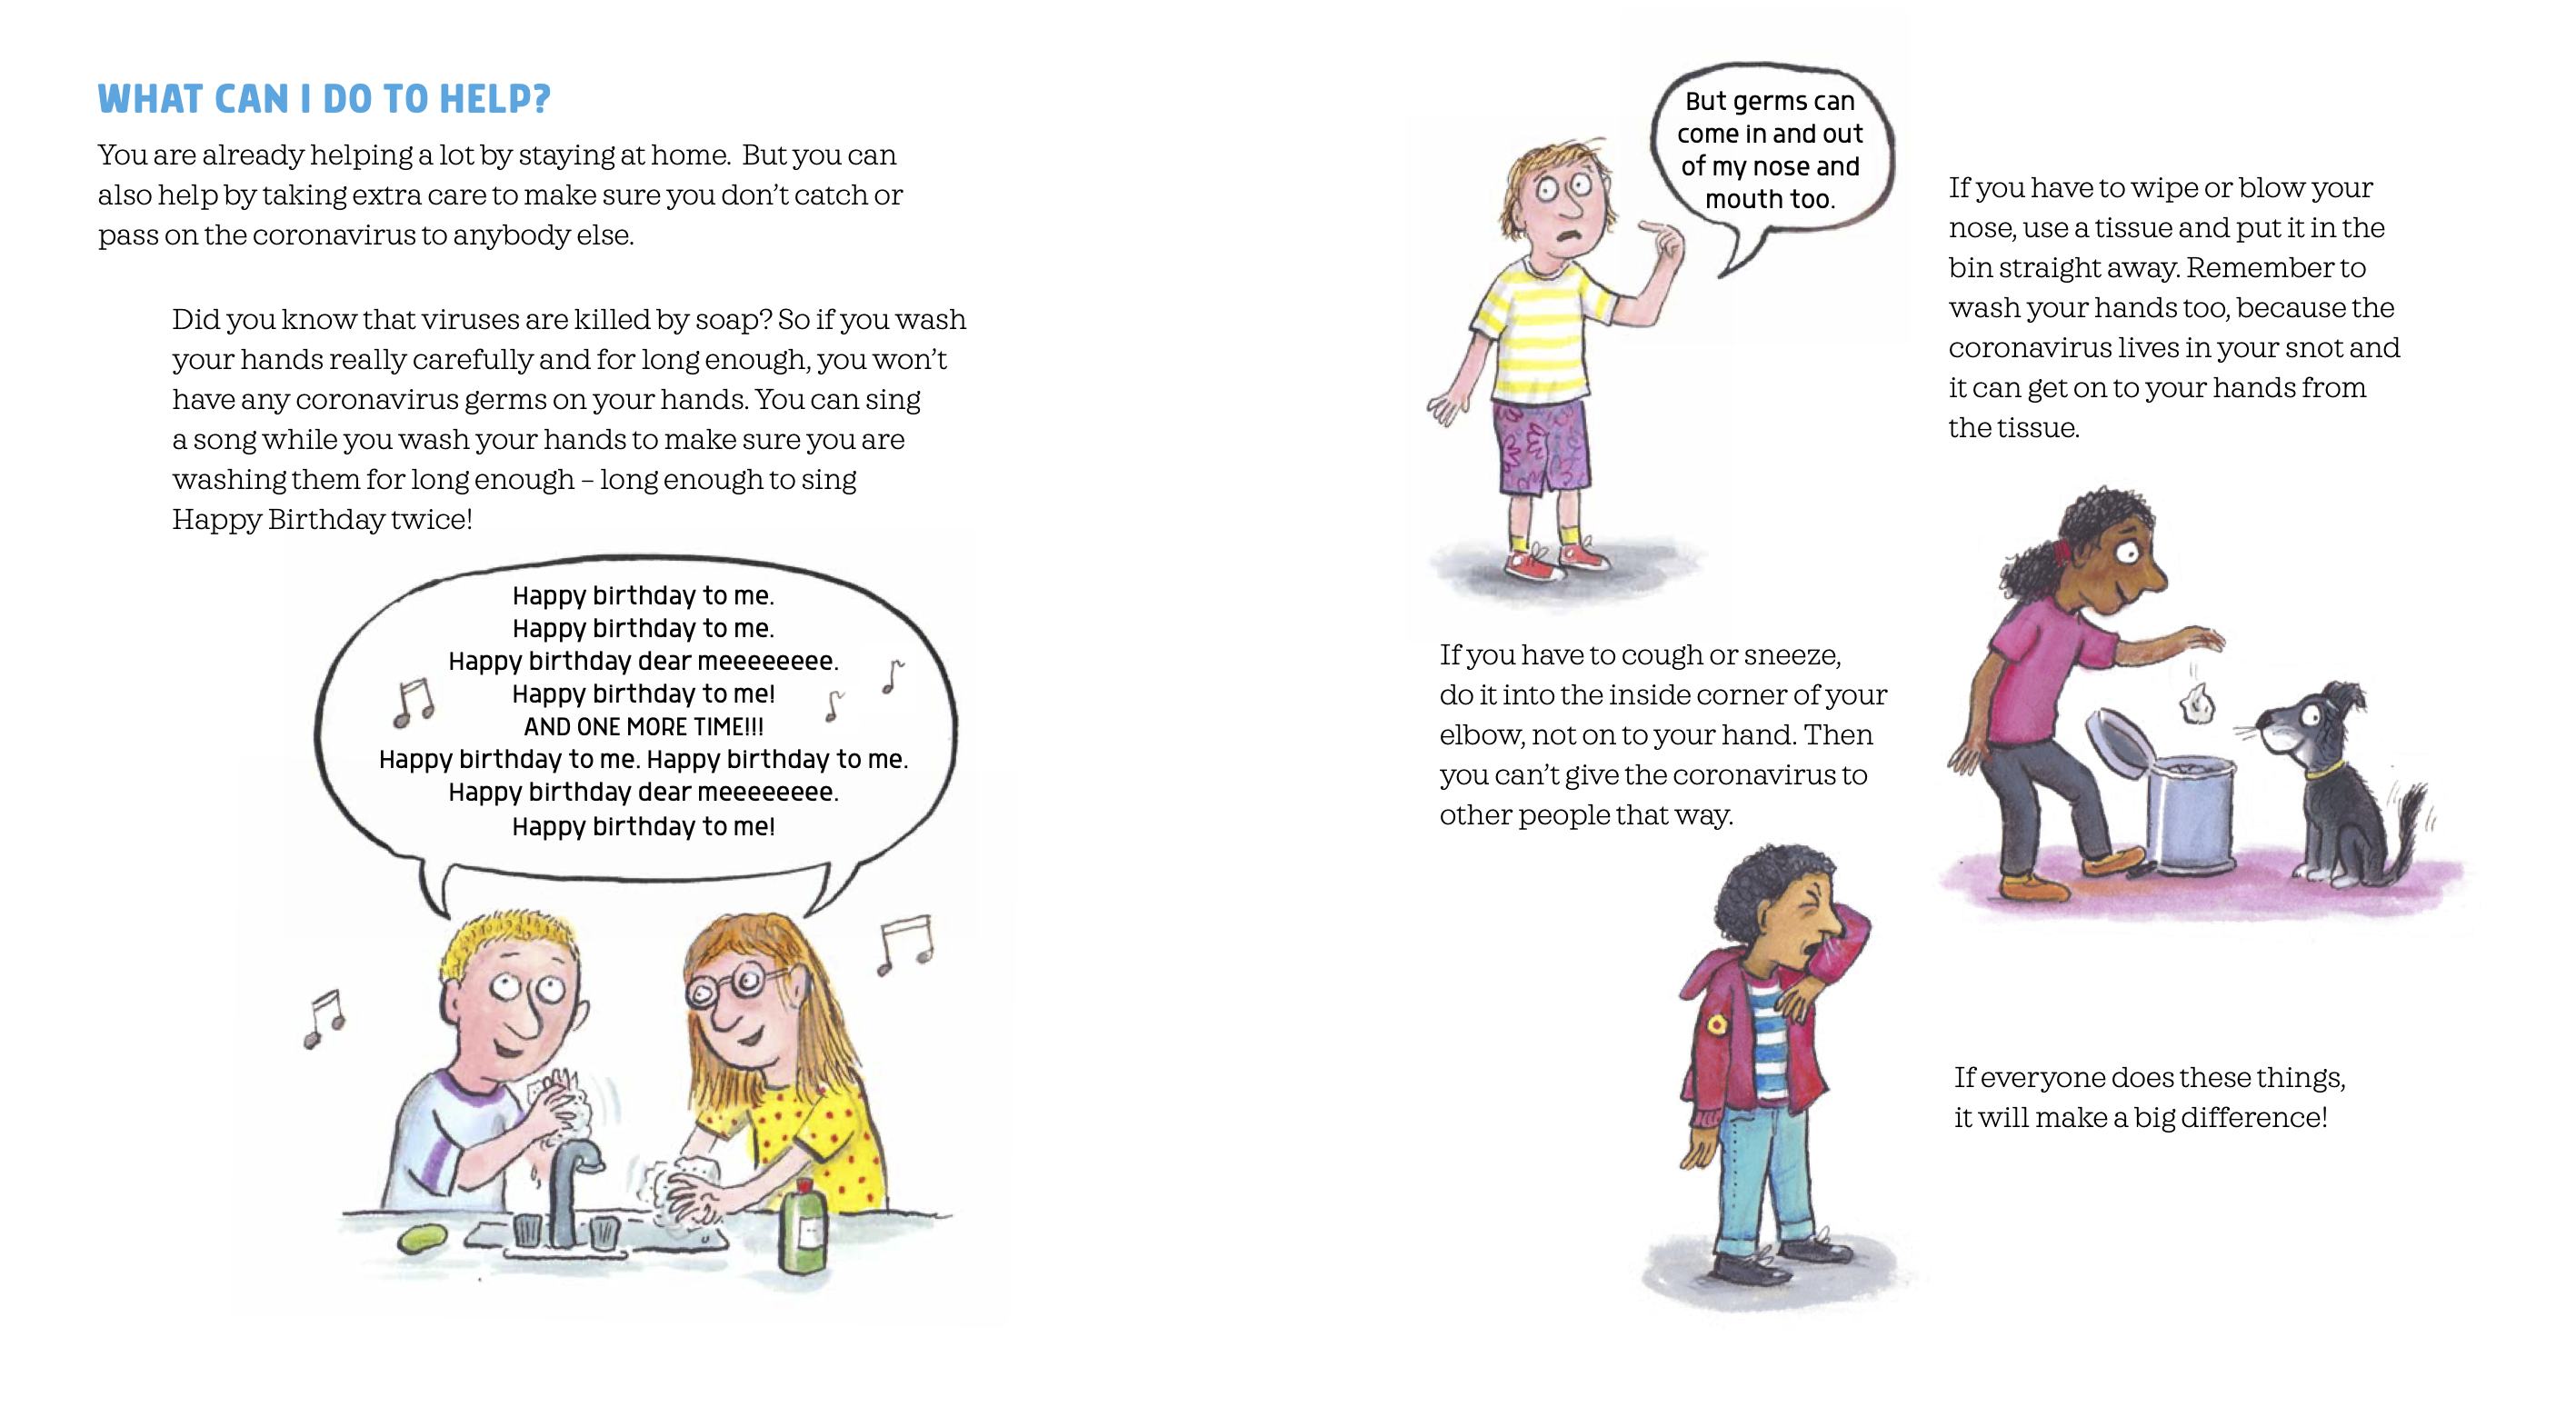 WHAT CAN I DO TO HELP?
You are already helping a lot by staying at home. But you can
also help by taking extra care to make sure you don't catch or
pass on the coronavirus to anybody else.
Did you know that viruses are killed by soap? So if you wash
your hands really carefully and for long enough, you won't
have any coronavirus germs on your hands. You can sing
a song while you wash your hands to make sure you are
washing them for long enough – long enough to sing
Happy Birthday twice!
Happy birthday to me.
Happy birthday to me.
Happy birthday dear meeeeeeee.
Happy birthday to me!
AND ONE MORE TIME!!!
Happy birthday to me. Happy birthday to me.
Happy birthday dear meeeeeeee.
Happy birthday to me!
But germs can
come in and out
of my nose and
mouth too.
If you have to wipe or blow your
nose, use a tissue and put it in the
bin straight away. Remember to
wash your hands too, because the
coronavirus lives in your snot and
it can get on to your hands from
the tissue.
If you have to cough or sneeze,
do it into the inside corner of your
elbow, not on to your hand. Then
you can't give the coronavirus to
other people that way.
If everyone does these things,
it will make a big difference!